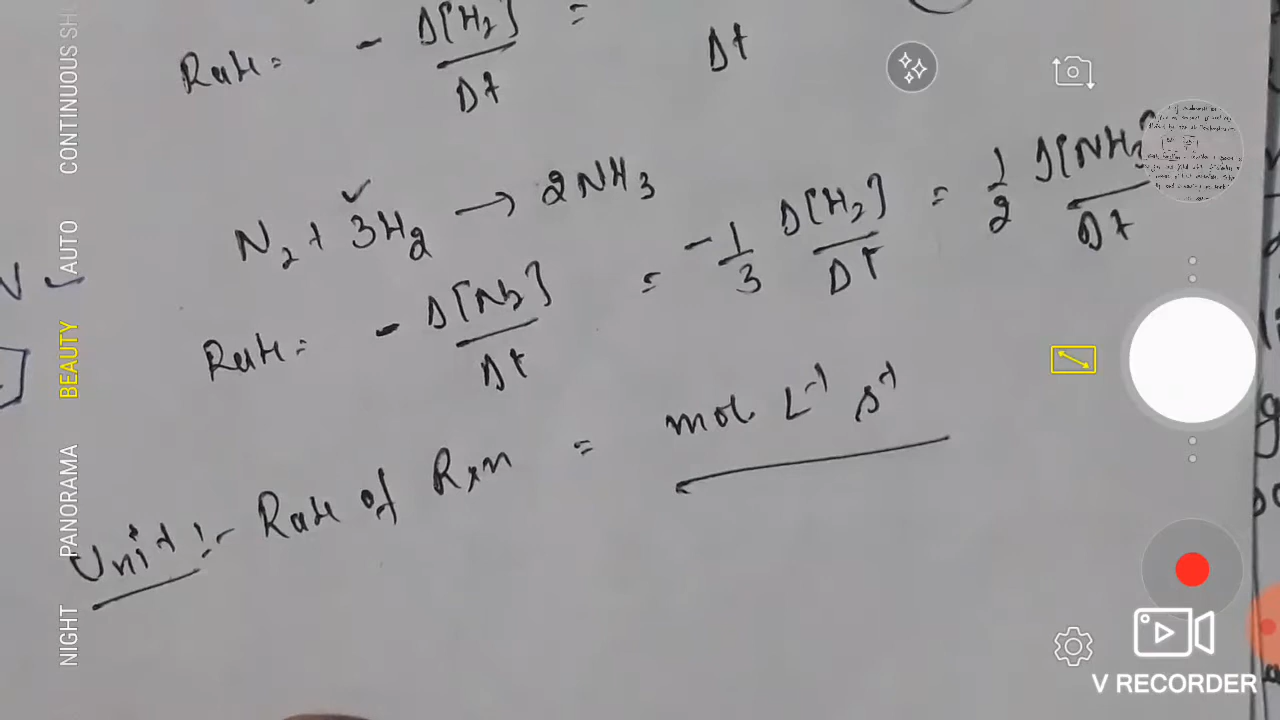 Rate = - Δ[H2]/Δt = Δt
N2 + 3H2 → 2NH3
Rate = - Δ[N2]/Δt = - 1/3 Δ[H2]/Δt = 1/2 Δ[NH3]/Δt
Unit :- Rate of Rxn = mol L-1 s-1
CONTINUOUS SH
AUTO
BEAUTY
PANORAMA
NIGHT
V RECORDER